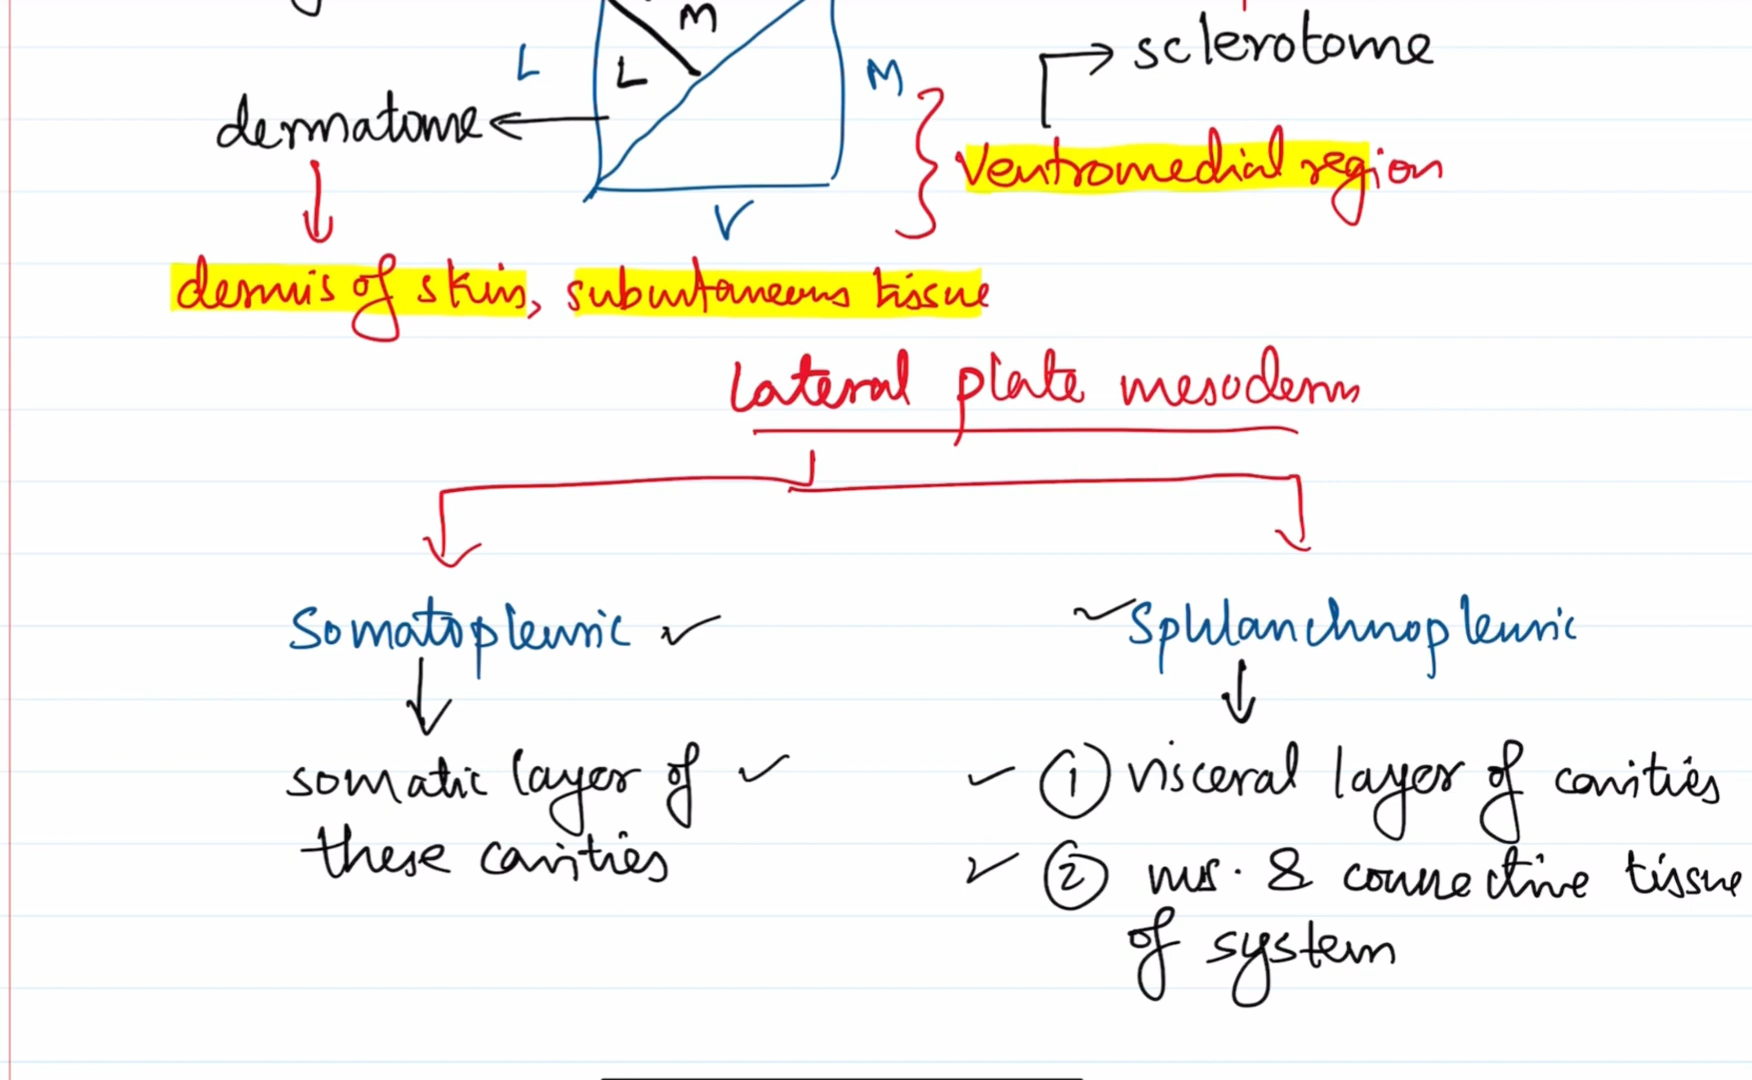 M
sclerotome
L
L
M
dermatome
Ventromedial region
V
dermis of skin, subcutaneous tissue
Lateral plate mesoderm
Somatopleuric
Sphlanchnopleuric
somatic layer of
these cavities
① visceral layer of cavities
② ms. & connective tissue
of system